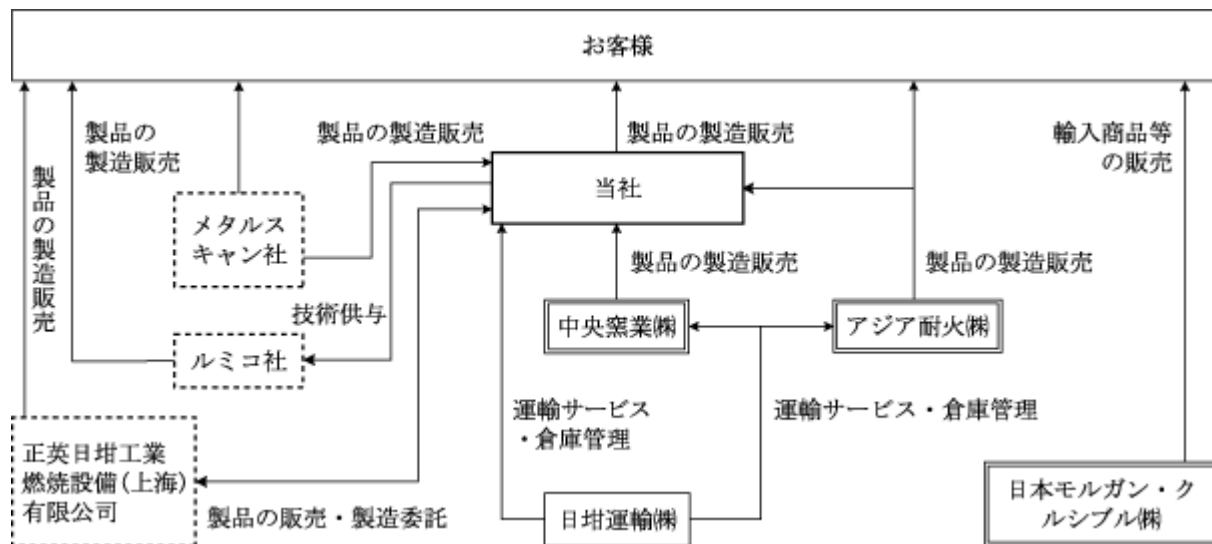 お客様
製品の
製造販売
製品の製造販売
製品の製造販売
輸入商品等
の販売
製品の製造販売
当社
メタルス
キャン社
製品の製造販売
製品の製造販売
技術供与
中央窯業㈱
アジア耐火㈱
ルミコ社
運輸サービス
・倉庫管理
運輸サービス・倉庫管理
正英日坩工業
燃焼設備(上海)
有限公司
製品の販売・製造委託
日坩運輸㈱
日本モルガン・ク
ルシブル㈱